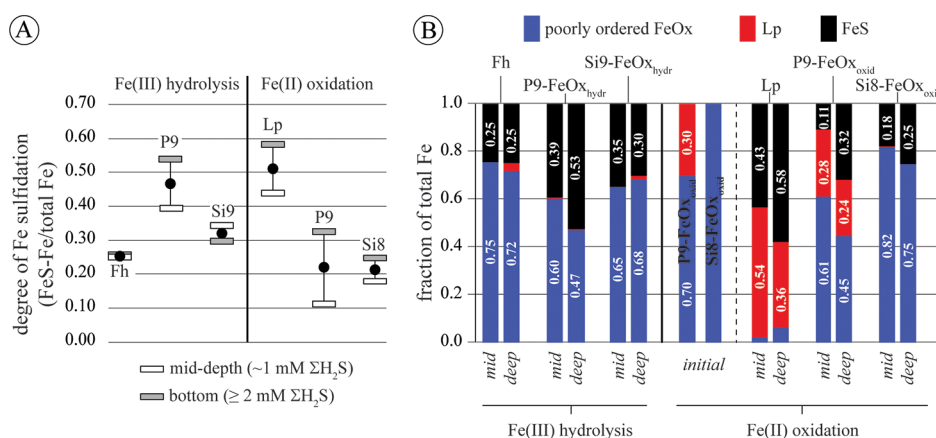 A
Fe(III) hydrolysis
Fe(II) oxidation
degree of Fe sulfidation
(FeS-Fe/total Fe)
0.70
0.60
0.50
0.40
0.30
0.20
0.10
0.00
Fh
P9
Si9
Lp
P9
Si8
mid-depth (~1 mM ΣH₂S)
bottom (≥ 2 mM ΣH₂S)
B
poorly ordered FeOx
Lp
FeS
Fh
P9-FeOx_hydr
Si9-FeOx_hydr
Lp
P9-FeOx_oxid
Si8-FeOx_oxi
fraction of total Fe
1.0
0.8
0.6
0.4
0.2
0.0
0.25
0.75
0.25
0.72
0.39
0.60
0.53
0.47
0.35
0.65
0.30
0.68
0.30
P9-FeOx_oxid
0.70
Si8-FeOx_oxid
0.43
0.54
0.58
0.36
0.11
0.28
0.61
0.32
0.24
0.45
0.18
0.82
0.25
0.75
mid
deep
mid
deep
mid
deep
initial
mid
deep
mid
deep
mid
deep
Fe(III) hydrolysis
Fe(II) oxidation